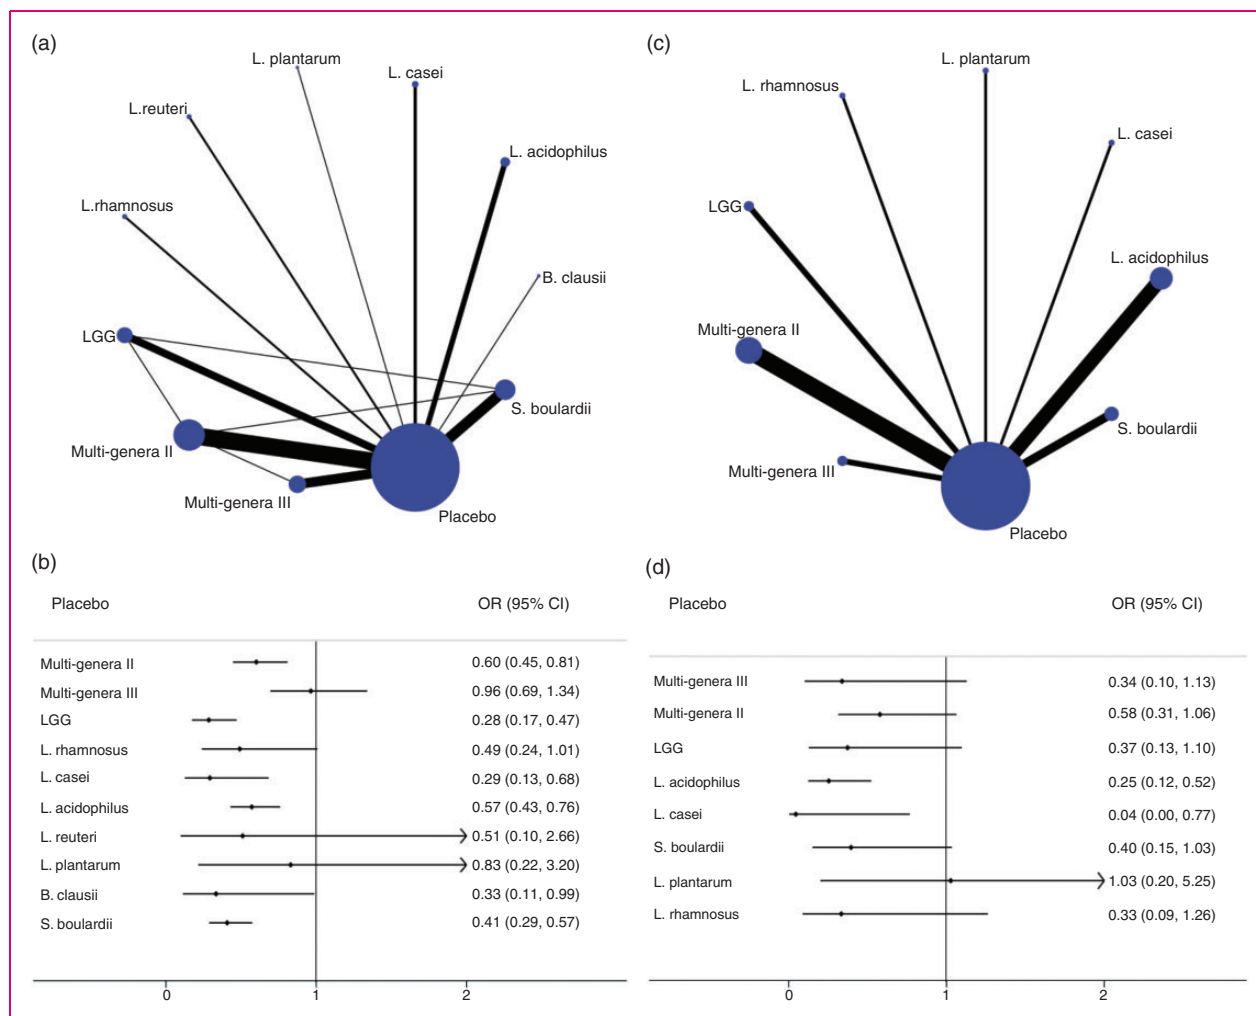 (a)
L. plantarum
L. casei
L.reuteri
L. acidophilus
L.rhamnosus
B. clausii
LGG
S. boulardii
Multi-genera II
Multi-genera III
Placebo
(c)
L. plantarum
L. rhamnosus
L. casei
LGG
L. acidophilus
Multi-genera II
S. boulardii
Multi-genera III
Placebo
(b)
Placebo OR (95% CI)
Multi-genera II 0.60 (0.45, 0.81)
Multi-genera III 0.96 (0.69, 1.34)
LGG 0.28 (0.17, 0.47)
L. rhamnosus 0.49 (0.24, 1.01)
L. casei 0.29 (0.13, 0.68)
L. acidophilus 0.57 (0.43, 0.76)
L. reuteri 0.51 (0.10, 2.66)
L. plantarum 0.83 (0.22, 3.20)
B. clausii 0.33 (0.11, 0.99)
S. boulardii 0.41 (0.29, 0.57)
0 1 2
(d)
Placebo OR (95% CI)
Multi-genera III 0.34 (0.10, 1.13)
Multi-genera II 0.58 (0.31, 1.06)
LGG 0.37 (0.13, 1.10)
L. acidophilus 0.25 (0.12, 0.52)
L. casei 0.04 (0.00, 0.77)
S. boulardii 0.40 (0.15, 1.03)
L. plantarum 1.03 (0.20, 5.25)
L. rhamnosus 0.33 (0.09, 1.26)
0 1 2